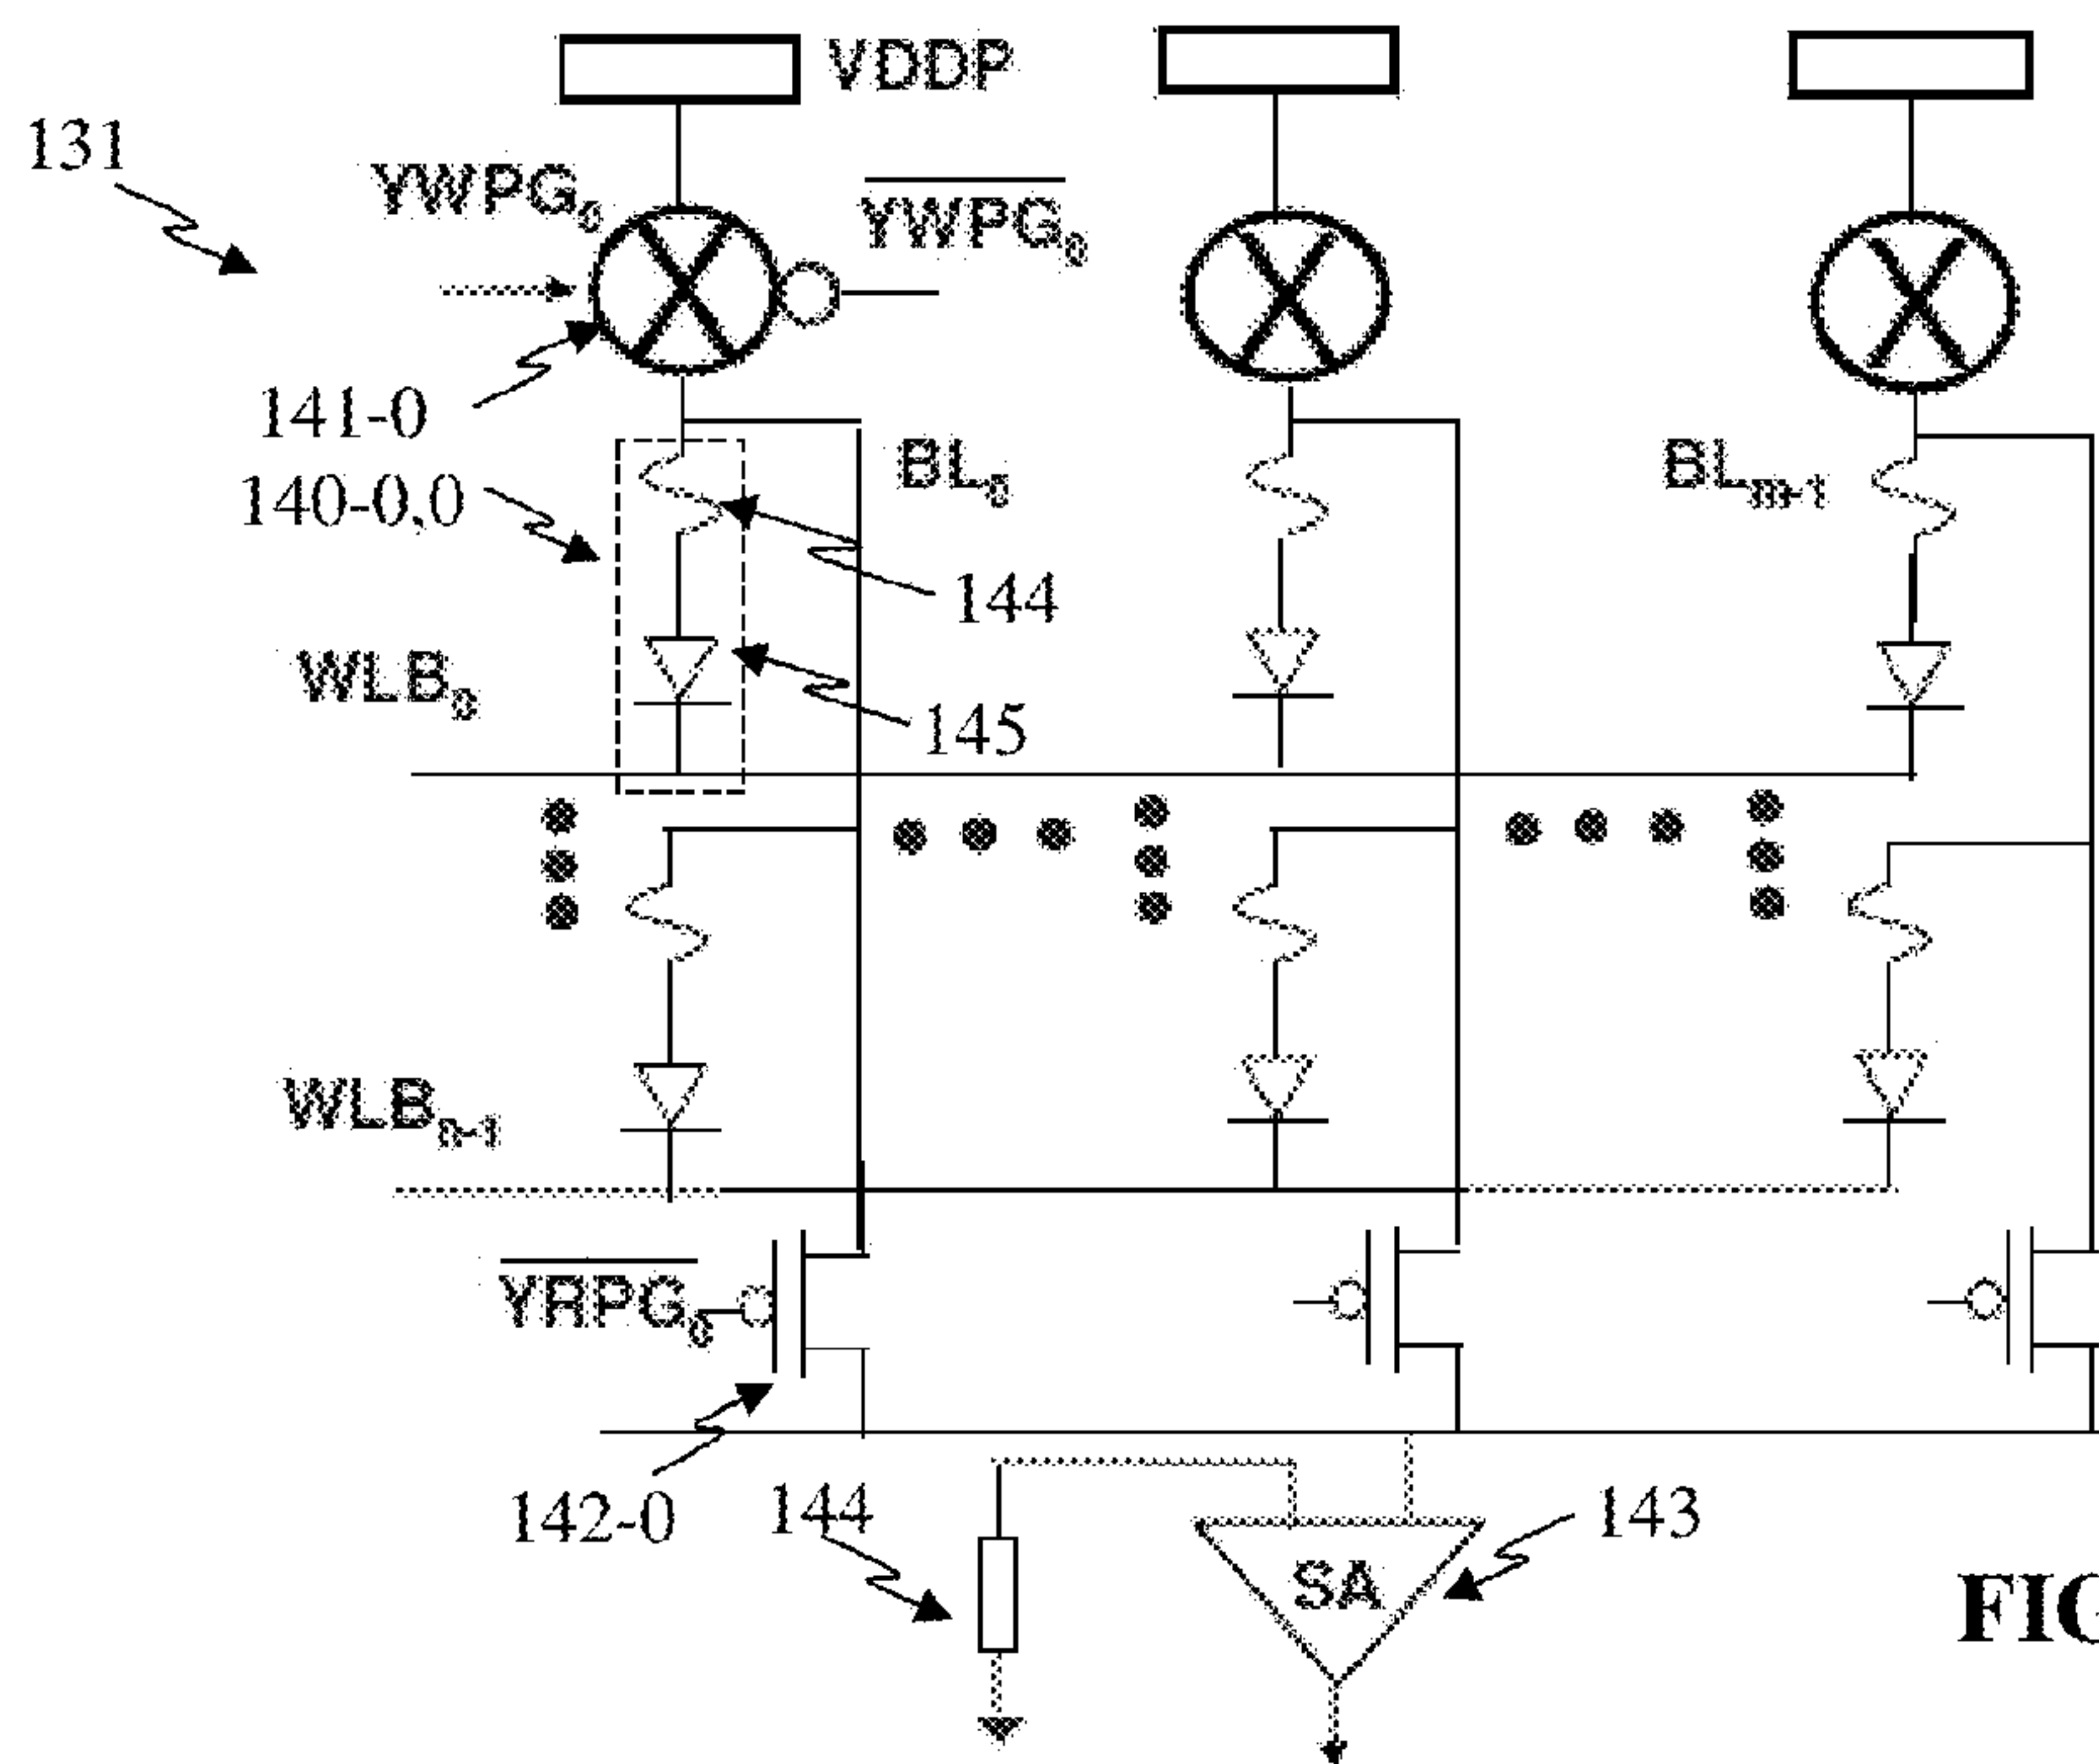 VDDP
131
YWPG0
YWPG0
141-0
BL0
BLm-1
140-0,0
144
WLB0
145
WLBn-1
YRPG0
142-0
144
143
SA
FIG